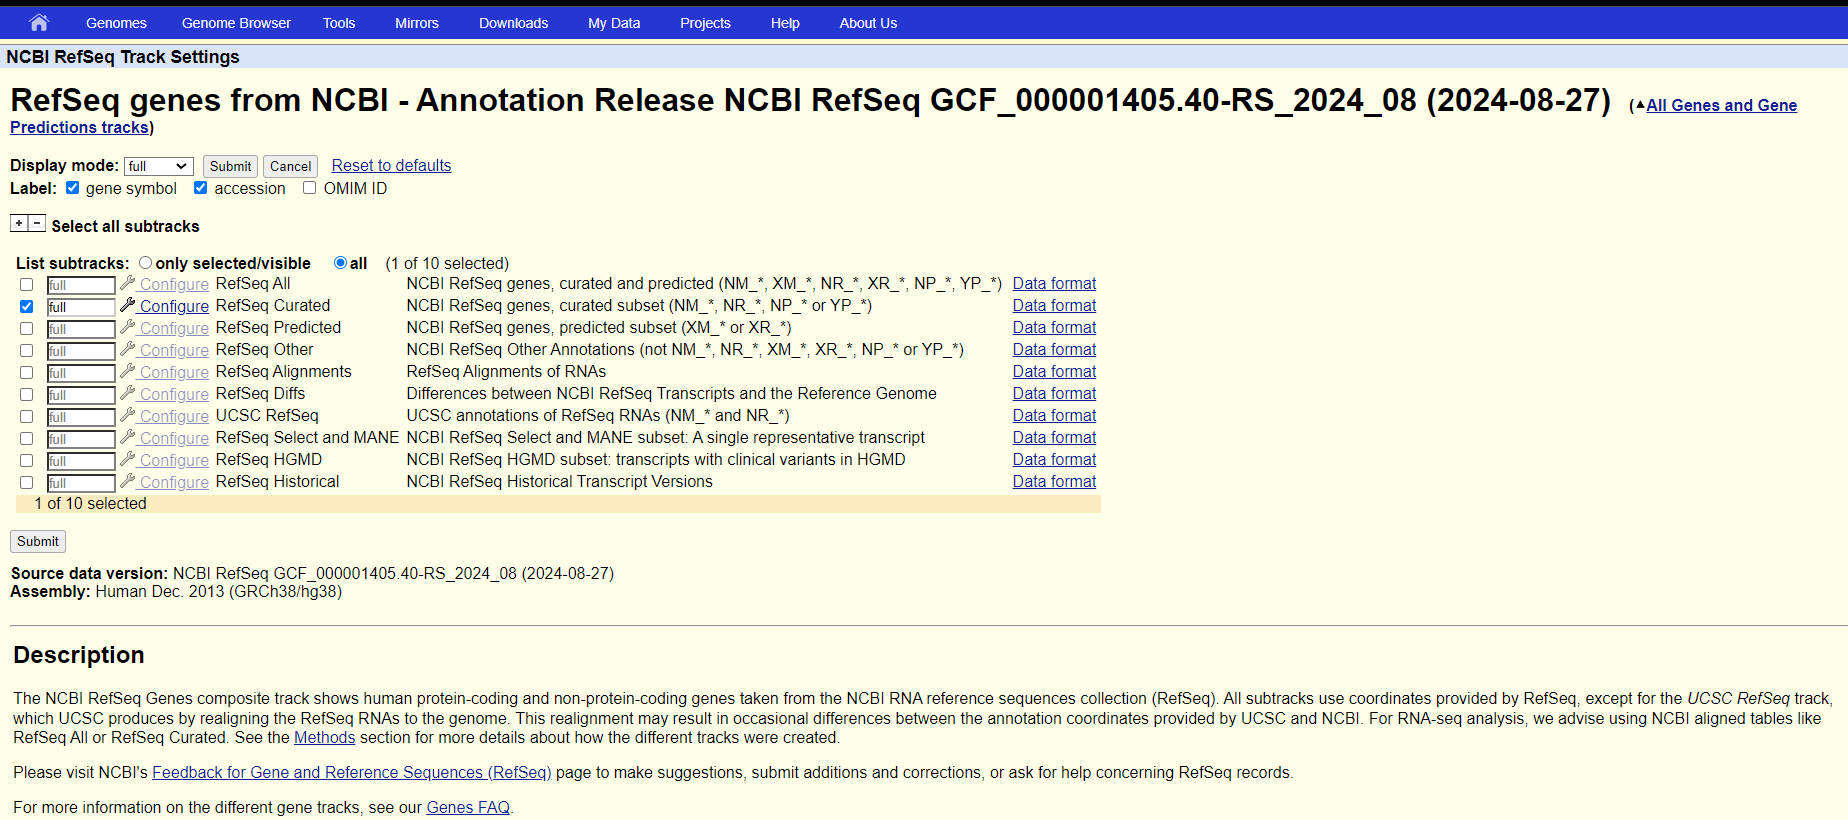 Genomes Genome Browser Tools Mirrors Downloads My Data Projects Help About Us
NCBI RefSeq Track Settings
RefSeq genes from NCBI - Annotation Release NCBI RefSeq GCF_000001405.40-RS_2024_08 (2024-08-27) (▲All Genes and Gene
Predictions tracks)
Display mode: full Submit Cancel Reset to defaults
Label: gene symbol accession OMIM ID
+ - Select all subtracks
List subtracks: only selected/visible all (1 of 10 selected)
full Configure RefSeq All NCBI RefSeq genes, curated and predicted (NM_*, XM_*, NR_*, XR_*, NP_*, YP_*) Data format
full Configure RefSeq Curated NCBI RefSeq genes, curated subset (NM_*, NR_*, NP_* or YP_*) Data format
full Configure RefSeq Predicted NCBI RefSeq genes, predicted subset (XM_* or XR_*) Data format
full Configure RefSeq Other NCBI RefSeq Other Annotations (not NM_*, NR_*, XM_*, XR_*, NP_* or YP_*) Data format
full Configure RefSeq Alignments RefSeq Alignments of RNAs Data format
full Configure RefSeq Diffs Differences between NCBI RefSeq Transcripts and the Reference Genome Data format
full Configure UCSC RefSeq UCSC annotations of RefSeq RNAs (NM_* and NR_*) Data format
full Configure RefSeq Select and MANE NCBI RefSeq Select and MANE subset: A single representative transcript Data format
full Configure RefSeq HGMD NCBI RefSeq HGMD subset: transcripts with clinical variants in HGMD Data format
full Configure RefSeq Historical NCBI RefSeq Historical Transcript Versions Data format
1 of 10 selected
Submit
Source data version: NCBI RefSeq GCF_000001405.40-RS_2024_08 (2024-08-27)
Assembly: Human Dec. 2013 (GRCh38/hg38)
Description
The NCBI RefSeq Genes composite track shows human protein-coding and non-protein-coding genes taken from the NCBI RNA reference sequences collection (RefSeq). All subtracks use coordinates provided by RefSeq, except for the UCSC RefSeq track,
which UCSC produces by realigning the RefSeq RNAs to the genome. This realignment may result in occasional differences between the annotation coordinates provided by UCSC and NCBI. For RNA-seq analysis, we advise using NCBI aligned tables like
RefSeq All or RefSeq Curated. See the Methods section for more details about how the different tracks were created.
Please visit NCBI's Feedback for Gene and Reference Sequences (RefSeq) page to make suggestions, submit additions and corrections, or ask for help concerning RefSeq records.
For more information on the different gene tracks, see our Genes FAQ.